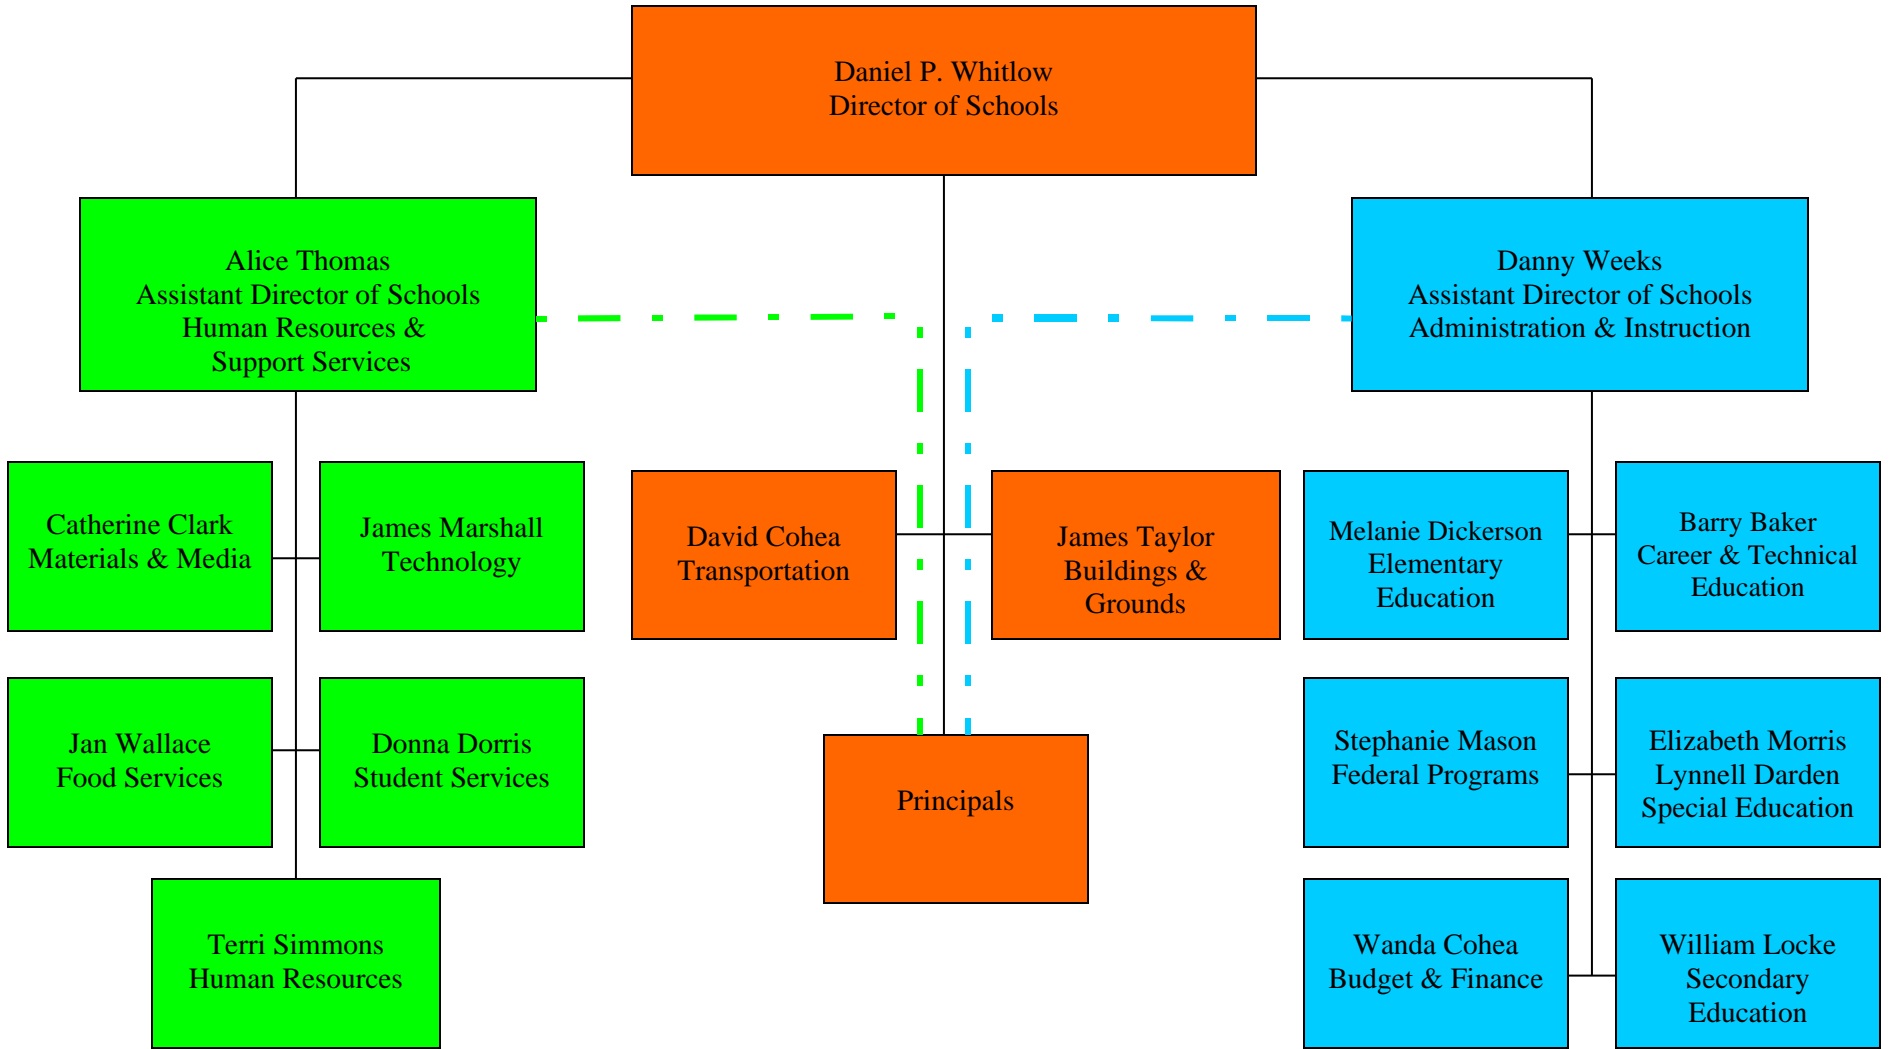 Daniel P. Whitlow
Director of Schools
Alice Thomas
Assistant Director of Schools
Human Resources &
Support Services
Danny Weeks
Assistant Director of Schools
Administration & Instruction
Catherine Clark
Materials & Media
James Marshall
Technology
David Cohea
Transportation
James Taylor
Buildings &
Grounds
Melanie Dickerson
Elementary
Education
Barry Baker
Career & Technical
Education
Jan Wallace
Food Services
Donna Dorris
Student Services
Principals
Stephanie Mason
Federal Programs
Elizabeth Morris
Lynnell Darden
Special Education
Terri Simmons
Human Resources
Wanda Cohea
Budget & Finance
William Locke
Secondary
Education